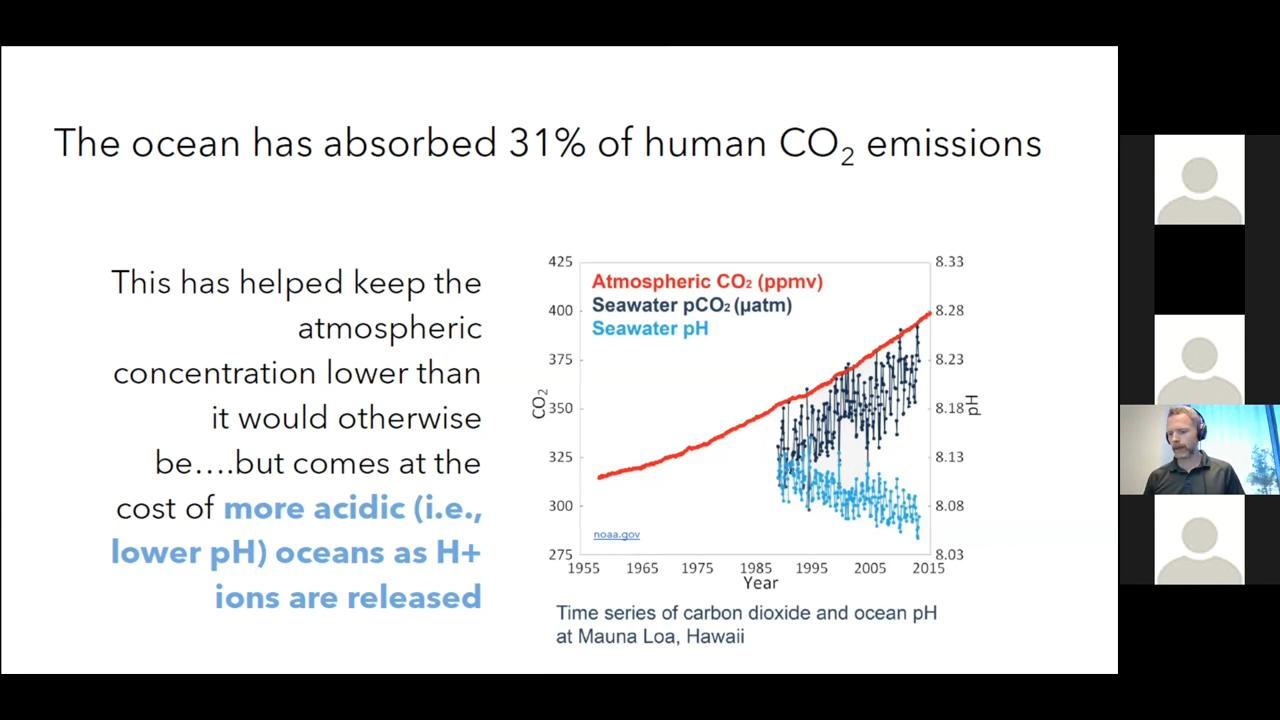 The ocean has absorbed 31% of human CO₂ emissions
This has helped keep the
atmospheric
concentration lower than
it would otherwise
be....but comes at the
cost of more acidic (i.e.,
lower pH) oceans as H+
ions are released
Atmospheric CO₂ (ppmv)
Seawater pCO₂ (µatm)
Seawater pH
425
400
375
350
325
300
275
CO₂
8.33
8.28
8.23
8.18
8.13
8.08
8.03
pH
noaa.gov
1955 1965 1975 1985 1995 2005 2015
Year
Time series of carbon dioxide and ocean pH
at Mauna Loa, Hawaii